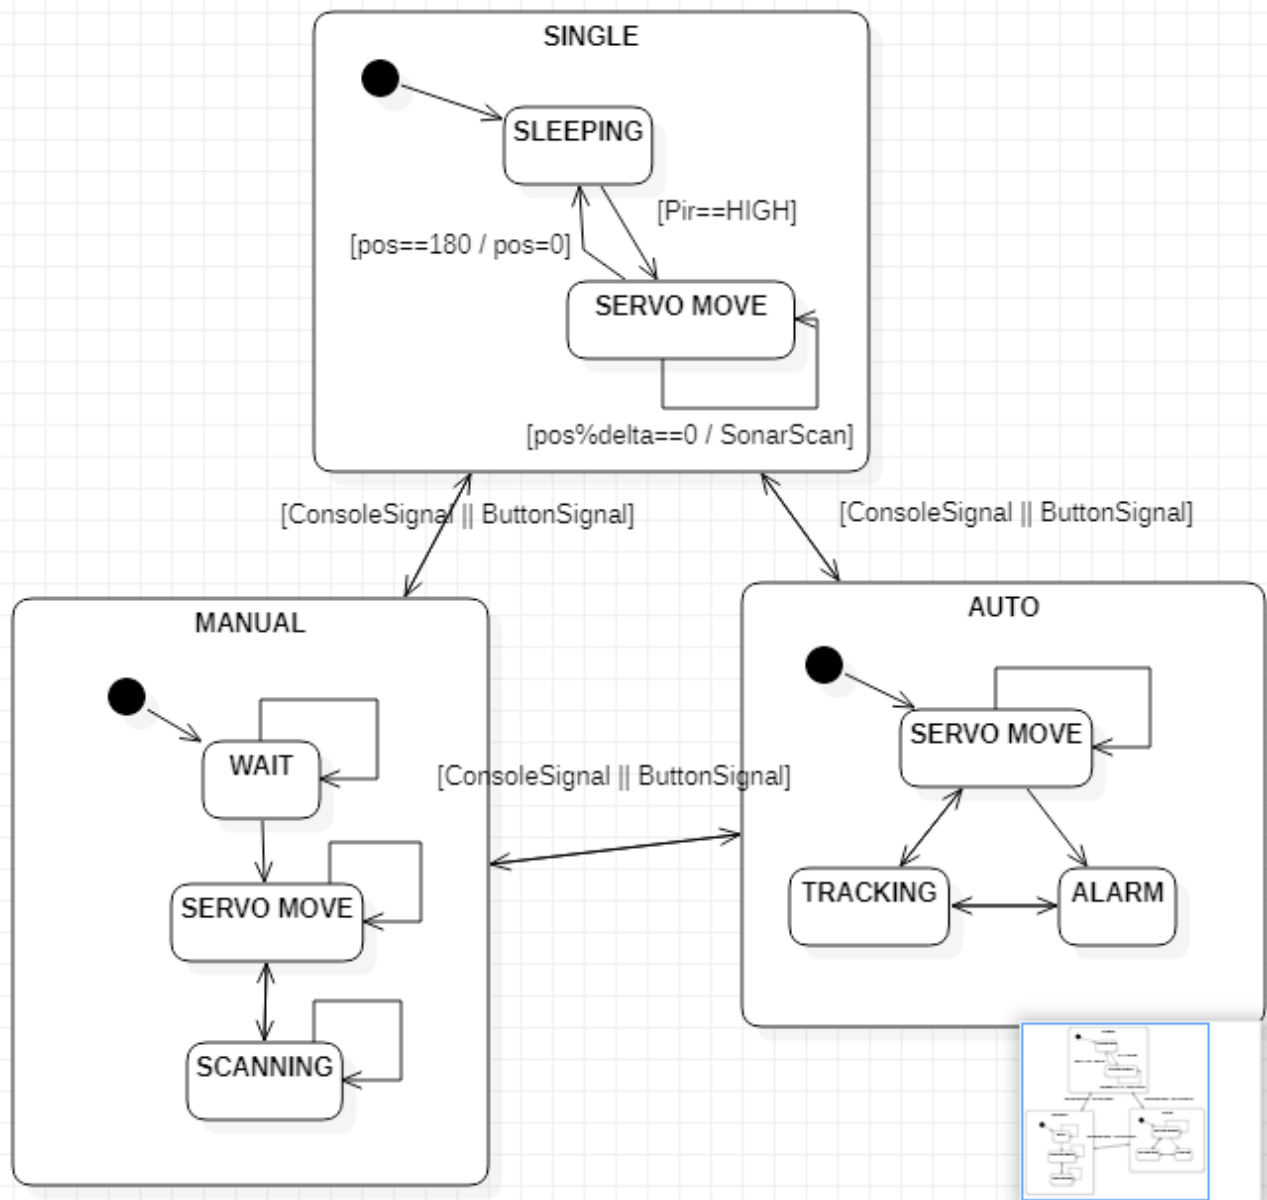 SINGLE
SLEEPING
[Pir==HIGH]
[pos==180 / pos=0]
SERVO MOVE
[pos%delta==0 / SonarScan]
[ConsoleSignal || ButtonSignal]
[ConsoleSignal || ButtonSignal]
MANUAL
WAIT
SERVO MOVE
SCANNING
[ConsoleSignal || ButtonSignal]
AUTO
SERVO MOVE
TRACKING
ALARM